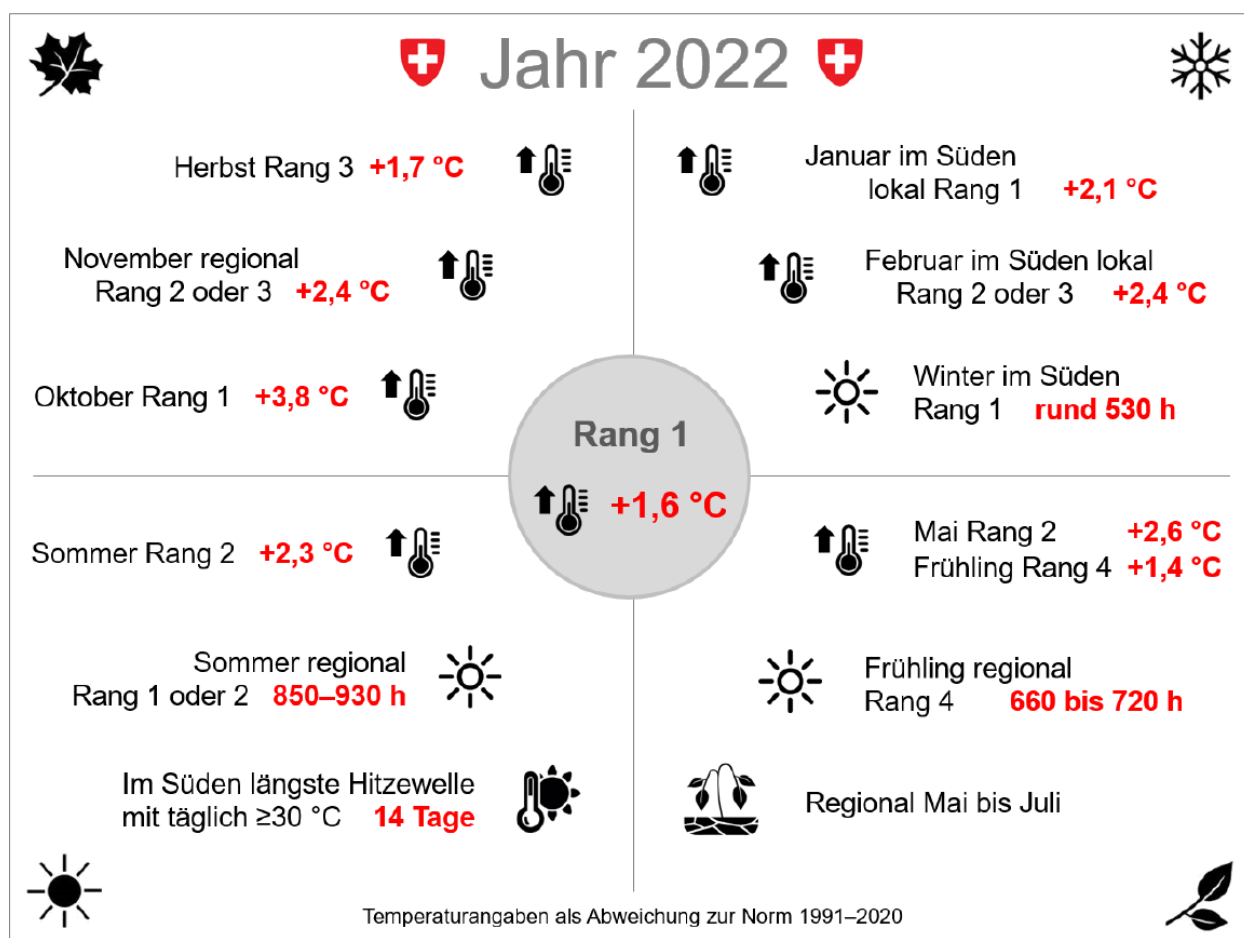 Jahr 2022
Herbst Rang 3 +1,7 °C
November regional
Rang 2 oder 3 +2,4 °C
Oktober Rang 1 +3,8 °C
Januar im Süden
lokal Rang 1 +2,1 °C
Februar im Süden lokal
Rang 2 oder 3 +2,4 °C
Winter im Süden
Rang 1 rund 530 h
Rang 1
+1,6 °C
Sommer Rang 2 +2,3 °C
Sommer regional
Rang 1 oder 2 850–930 h
Im Süden längste Hitzewelle
mit täglich ≥30 °C 14 Tage
Mai Rang 2 +2,6 °C
Frühling Rang 4 +1,4 °C
Frühling regional
Rang 4 660 bis 720 h
Regional Mai bis Juli
Temperaturangaben als Abweichung zur Norm 1991–2020